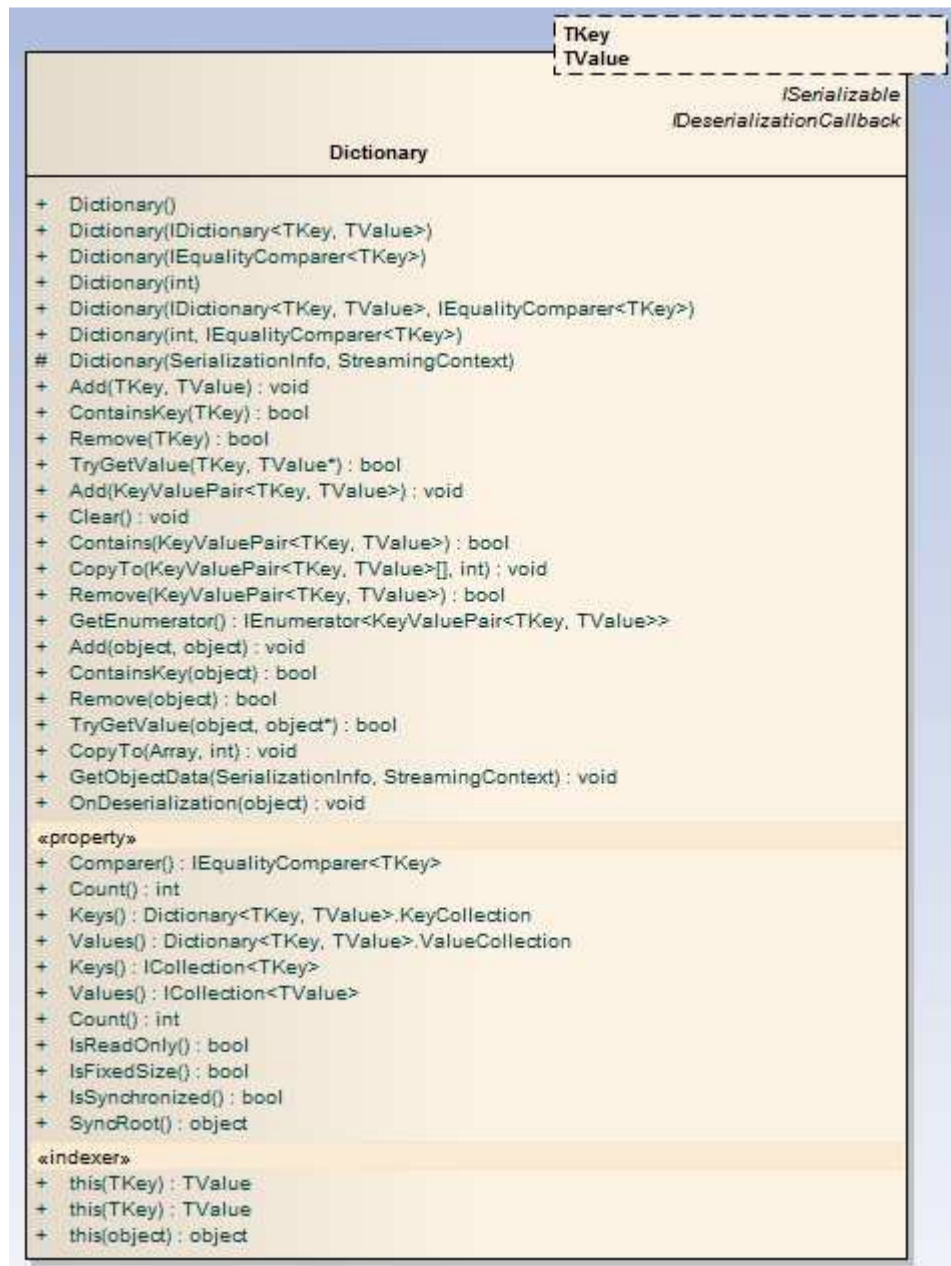 TKey
TValue
ISerializable
IDeserializationCallback
Dictionary
+ Dictionary()
+ Dictionary(IDictionary<TKey, TValue>)
+ Dictionary(IEqualityComparer<TKey>)
+ Dictionary(int)
+ Dictionary(IDictionary<TKey, TValue>, IEqualityComparer<TKey>)
+ Dictionary(int, IEqualityComparer<TKey>)
# Dictionary(SerializationInfo, StreamingContext)
+ Add(TKey, TValue) : void
+ ContainsKey(TKey) : bool
+ Remove(TKey) : bool
+ TryGetValue(TKey, TValue*) : bool
+ Add(KeyValuePair<TKey, TValue>) : void
+ Clear() : void
+ Contains(KeyValuePair<TKey, TValue>) : bool
+ CopyTo(KeyValuePair<TKey, TValue>[], int) : void
+ Remove(KeyValuePair<TKey, TValue>) : bool
+ GetEnumerator() : IEnumerator<KeyValuePair<TKey, TValue>>
+ Add(object, object) : void
+ ContainsKey(object) : bool
+ Remove(object) : bool
+ TryGetValue(object, object*) : bool
+ CopyTo(Array, int) : void
+ GetObjectData(SerializationInfo, StreamingContext) : void
+ OnDeserialization(object) : void
«property»
+ Comparer() : IEqualityComparer<TKey>
+ Count() : int
+ Keys() : Dictionary<TKey, TValue>.KeyCollection
+ Values() : Dictionary<TKey, TValue>.ValueCollection
+ Keys() : ICollection<TKey>
+ Values() : ICollection<TValue>
+ Count() : int
+ IsReadOnly() : bool
+ IsFixedSize() : bool
+ IsSynchronized() : bool
+ SyncRoot() : object
«indexer»
+ this(TKey) : TValue
+ this(TKey) : TValue
+ this(object) : object